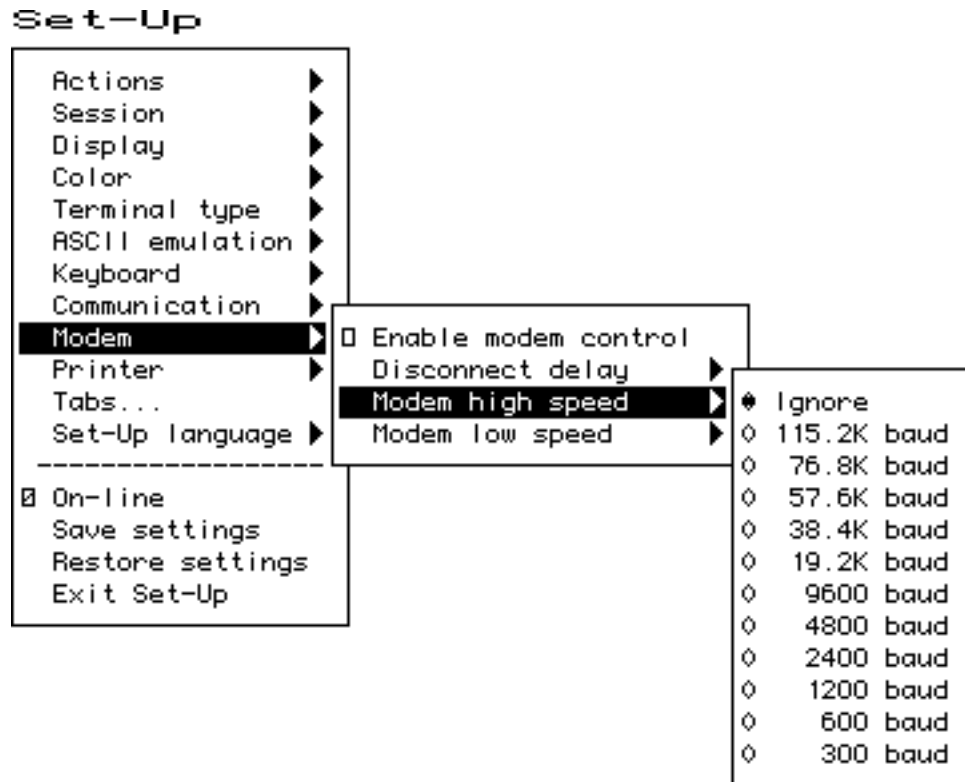 Set-Up
Actions
Session
Display
Color
Terminal type
ASCII emulation
Keyboard
Communication
Modem
Printer
Tabs...
Set-Up language
On-line
Save settings
Restore settings
Exit Set-Up
Enable modem control
Disconnect delay
Modem high speed
Modem low speed
Ignore
115.2K baud
76.8K baud
57.6K baud
38.4K baud
19.2K baud
9600 baud
4800 baud
2400 baud
1200 baud
600 baud
300 baud